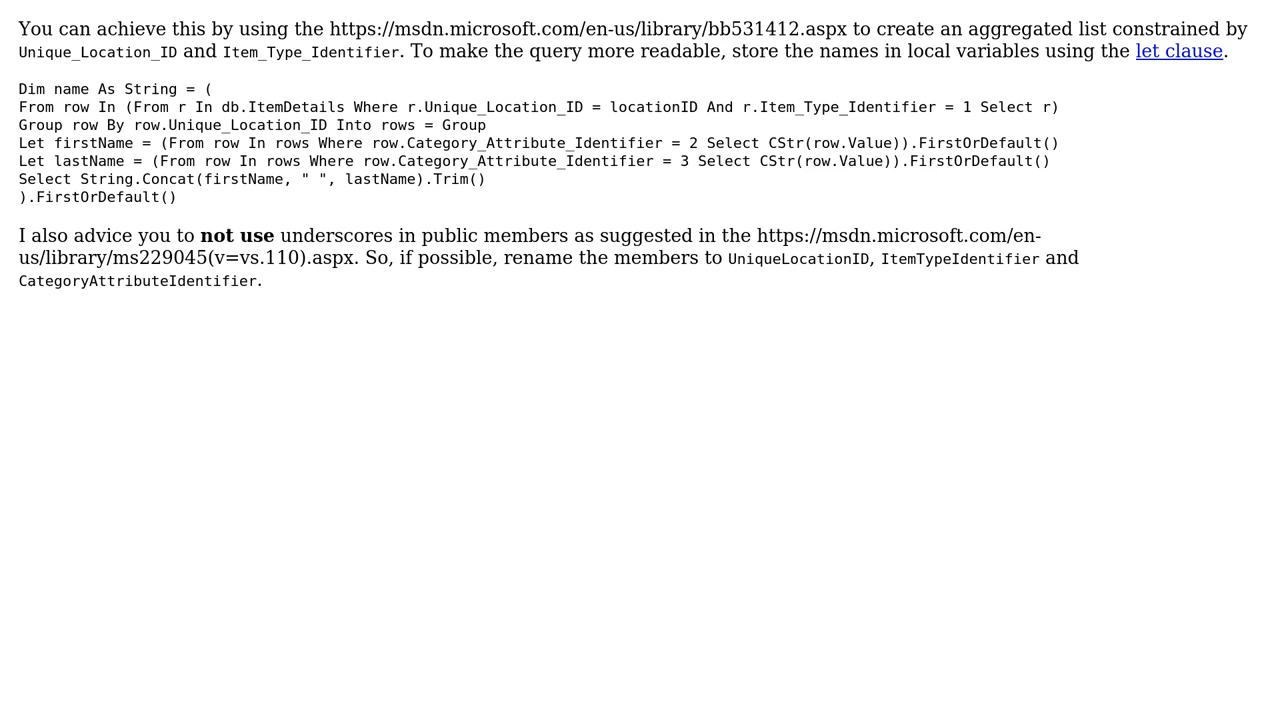 You can achieve this by using the https://msdn.microsoft.com/en-us/library/bb531412.aspx to create an aggregated list constrained by
Unique_Location_ID and Item_Type_Identifier. To make the query more readable, store the names in local variables using the let clause.
Dim name As String = (
From row In (From r In db.ItemDetails Where r.Unique_Location_ID = locationID And r.Item_Type_Identifier = 1 Select r)
Group row By row.Unique_Location_ID Into rows = Group
Let firstName = (From row In rows Where row.Category_Attribute_Identifier = 2 Select CStr(row.Value)).FirstOrDefault()
Let lastName = (From row In rows Where row.Category_Attribute_Identifier = 3 Select CStr(row.Value)).FirstOrDefault()
Select String.Concat(firstName, " ", lastName).Trim()
).FirstOrDefault()
I also advice you to not use underscores in public members as suggested in the https://msdn.microsoft.com/en-
us/library/ms229045(v=vs.110).aspx. So, if possible, rename the members to UniqueLocationID, ItemTypeIdentifier and
CategoryAttributeIdentifier.